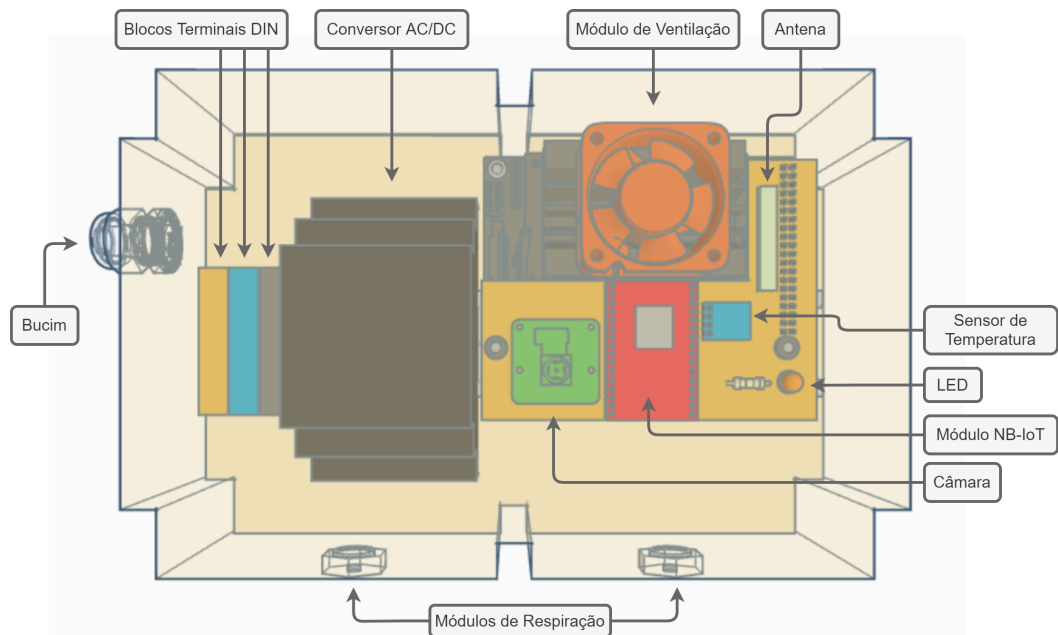 Blocos Terminais DIN
Conversor AC/DC
Módulo de Ventilação
Antena
Bucim
Sensor de
Temperatura
LED
Módulo NB-IoT
Câmara
Módulos de Respiração